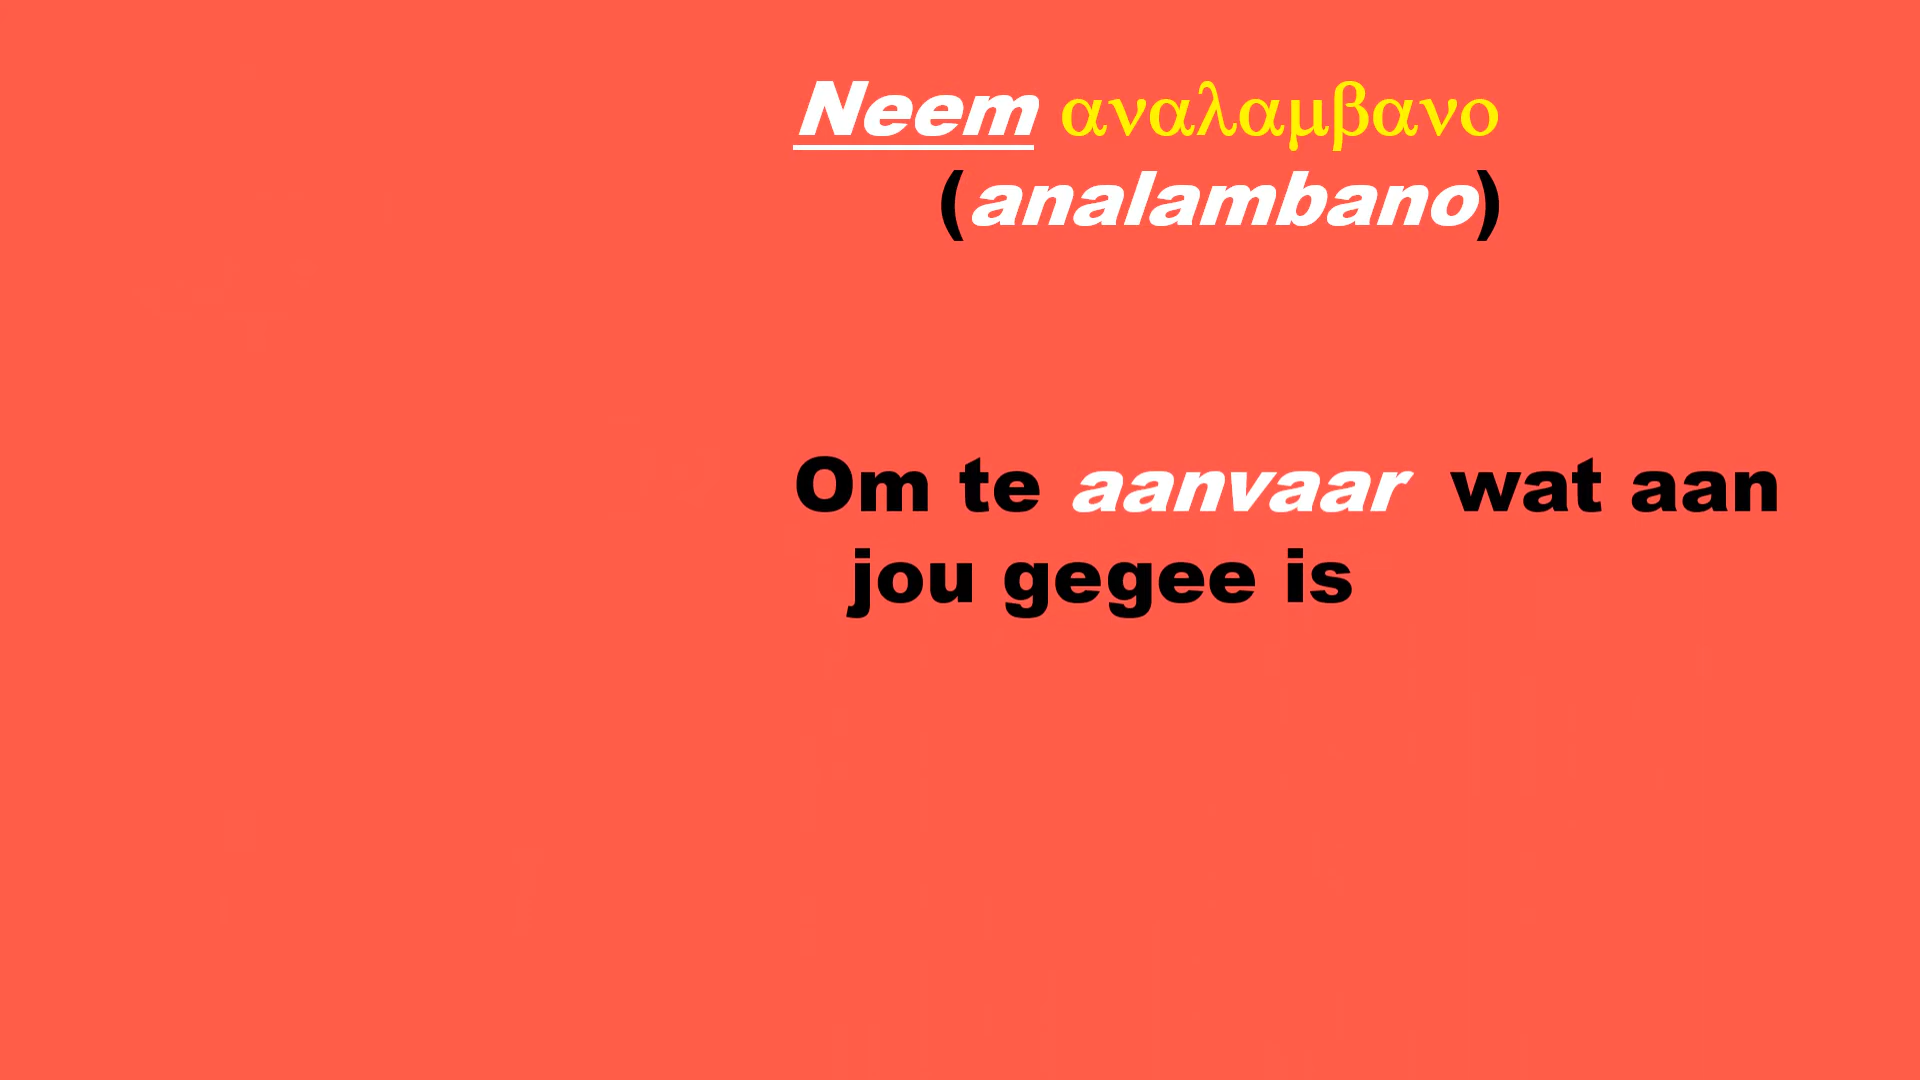 Neem αναλαμβανο
(analambano)
Om te aanvaar wat aan
jou gegee is